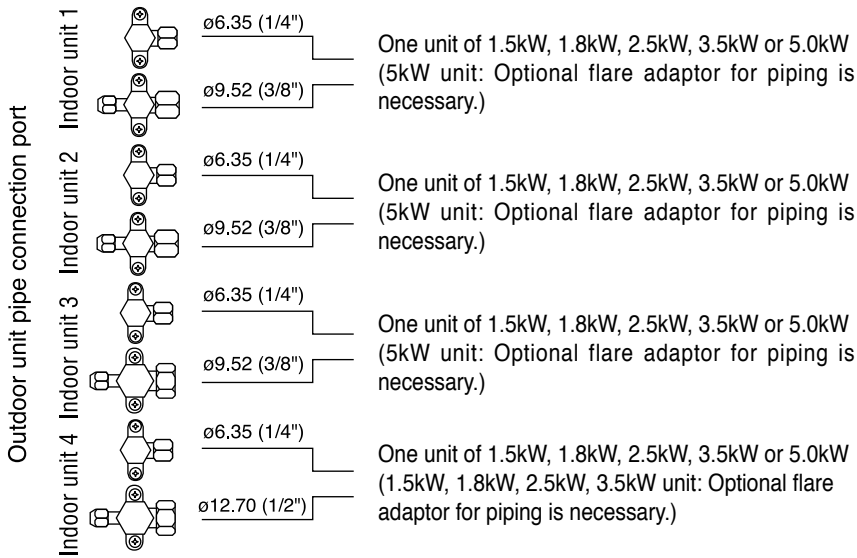 Outdoor unit pipe connection port
Indoor unit 1
ø6.35 (1/4")
ø9.52 (3/8")
One unit of 1.5kW, 1.8kW, 2.5kW, 3.5kW or 5.0kW
(5kW unit: Optional flare adaptor for piping is
necessary.)
Indoor unit 2
ø6.35 (1/4")
ø9.52 (3/8")
One unit of 1.5kW, 1.8kW, 2.5kW, 3.5kW or 5.0kW
(5kW unit: Optional flare adaptor for piping is
necessary.)
Indoor unit 3
ø6.35 (1/4")
ø9.52 (3/8")
One unit of 1.5kW, 1.8kW, 2.5kW, 3.5kW or 5.0kW
(5kW unit: Optional flare adaptor for piping is
necessary.)
Indoor unit 4
ø6.35 (1/4")
ø12.70 (1/2")
One unit of 1.5kW, 1.8kW, 2.5kW, 3.5kW or 5.0kW
(1.5kW, 1.8kW, 2.5kW, 3.5kW unit: Optional flare
adaptor for piping is necessary.)